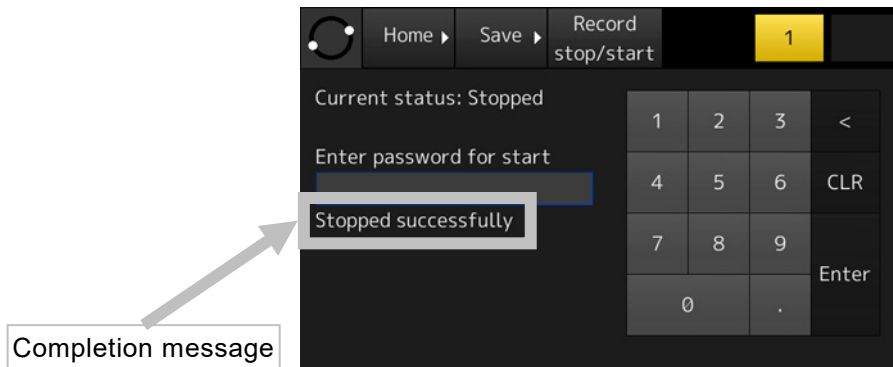 Home Save Record
stop/start
1
Current status: Stopped
Enter password for start
Stopped successfully
1 2 3 <
4 5 6 CLR
7 8 9
Enter
0 .
Completion message